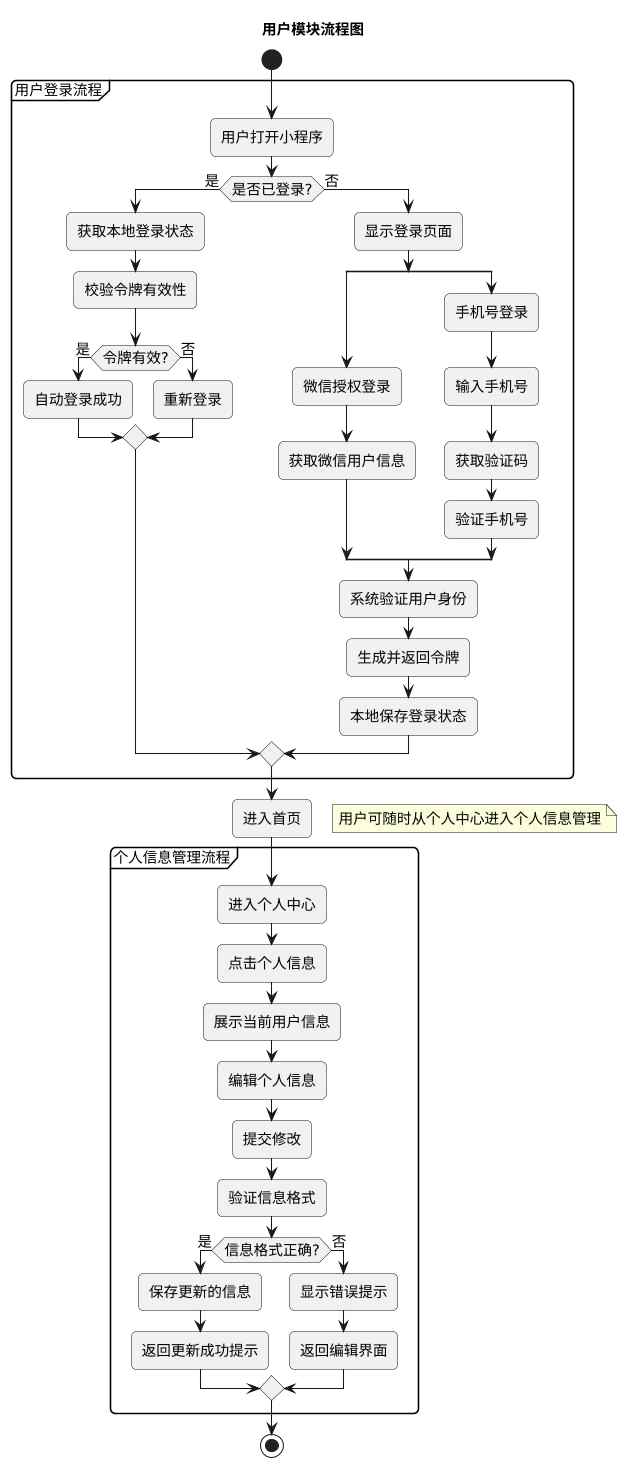 用户模块流程图
用户登录流程
用户打开小程序
是否已登录?
是
否
获取本地登录状态
校验令牌有效性
令牌有效?
是
否
自动登录成功
重新登录
显示登录页面
微信授权登录
获取微信用户信息
手机号登录
输入手机号
获取验证码
验证手机号
系统验证用户身份
生成并返回令牌
本地保存登录状态
进入首页
用户可随时从个人中心进入个人信息管理
个人信息管理流程
进入个人中心
点击个人信息
展示当前用户信息
编辑个人信息
提交修改
验证信息格式
信息格式正确?
是
否
保存更新的信息
返回更新成功提示
显示错误提示
返回编辑界面